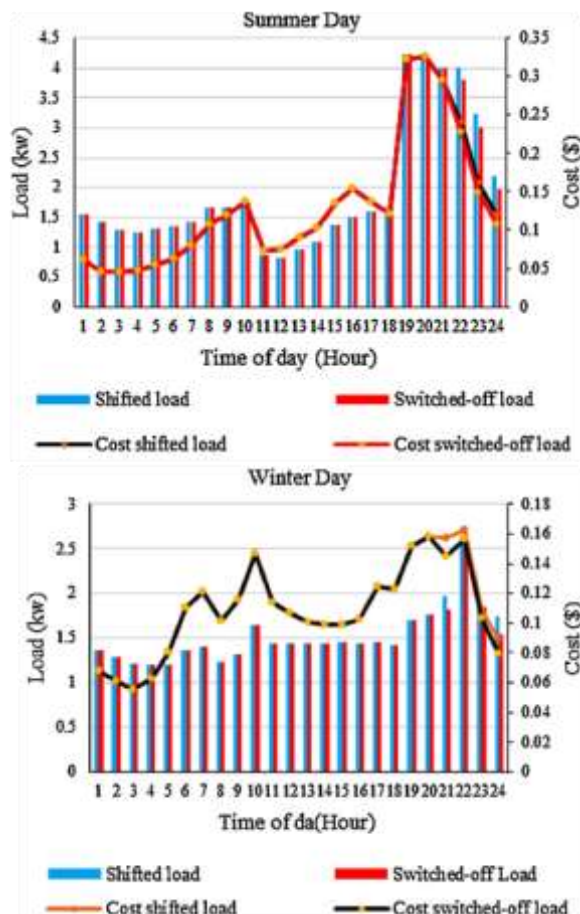 Summer Day
4.5
4
3.5
3
2.5
2
1.5
1
0.5
0
Load (kw)
0.35
0.3
0.25
0.2
0.15
0.1
0.05
0
Cost ($)
1 2 3 4 5 6 7 8 9 10 11 12 13 14 15 16 17 18 19 20 21 22 23 24
Time of day (Hour)
Shifted load Switched-off load
Cost shifted load Cost switched-off load
Winter Day
3
2.5
2
1.5
1
0.5
0
Load (kw)
0.18
0.16
0.14
0.12
0.1
0.08
0.06
0.04
0.02
0
Cost ($)
1 2 3 4 5 6 7 8 9 10 11 12 13 14 15 16 17 18 19 20 21 22 23 24
Time of da(Hour)
Shifted load Switched-off Load
Cost shifted load Cost switched-off load